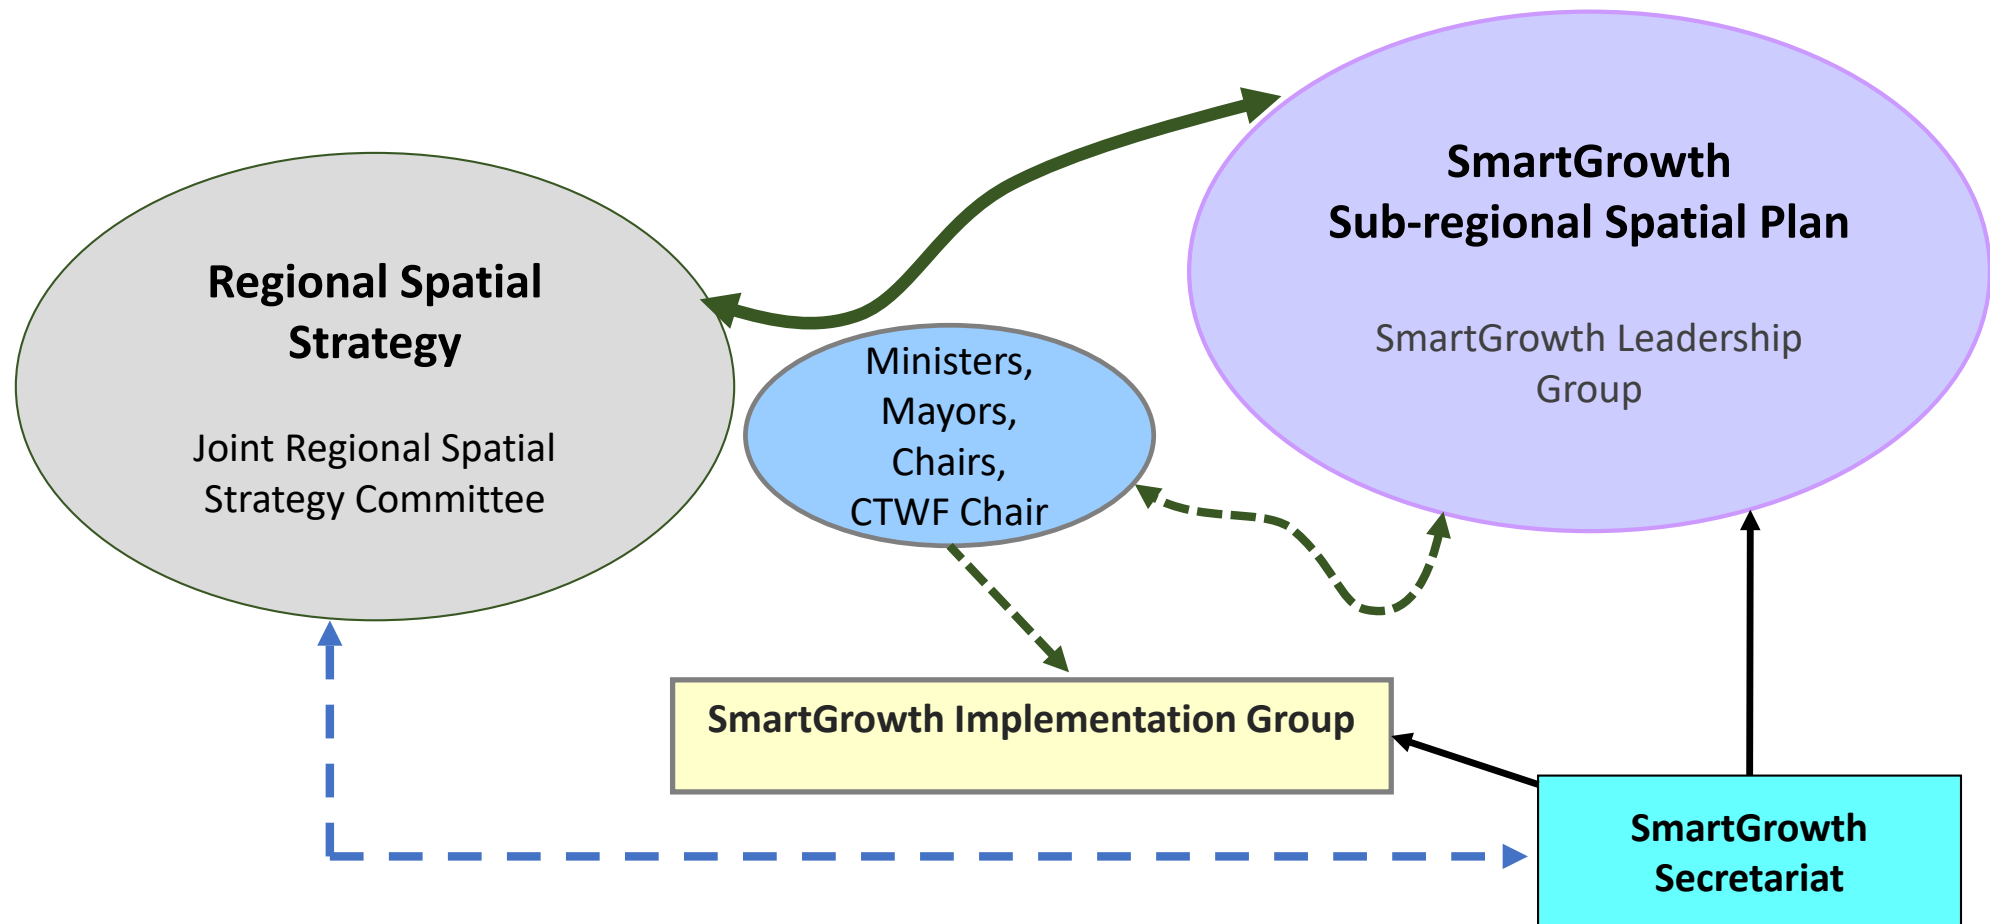 Regional Spatial
Strategy
Joint Regional Spatial
Strategy Committee
Ministers,
Mayors,
Chairs,
CTWF Chair
SmartGrowth
Sub-regional Spatial Plan
SmartGrowth Leadership
Group
SmartGrowth Implementation Group
SmartGrowth
Secretariat